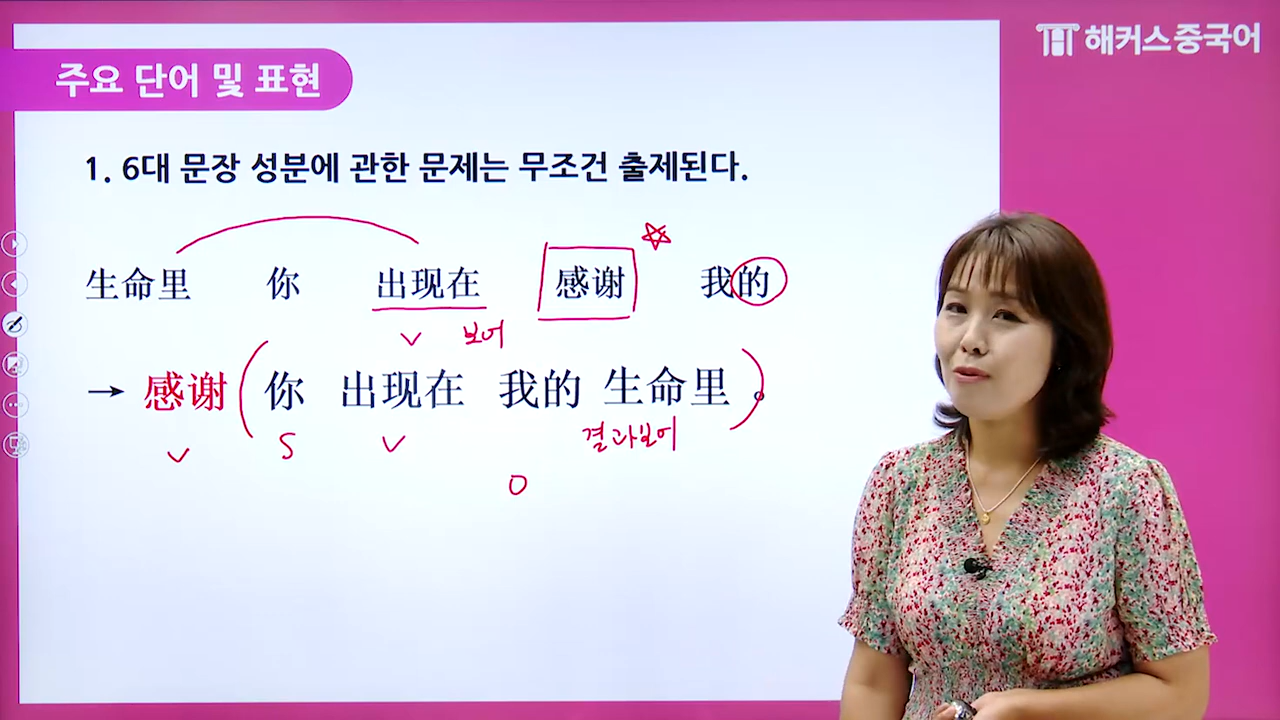 해커스중국어
주요 단어 및 표현
1. 6대 문장 성분에 관한 문제는 무조건 출제된다.
生命里 你 出现在 感谢 我的
V 보어
→ 感谢 ( 你 出现在 我的 生命里 。)
V S V 결과보어
O